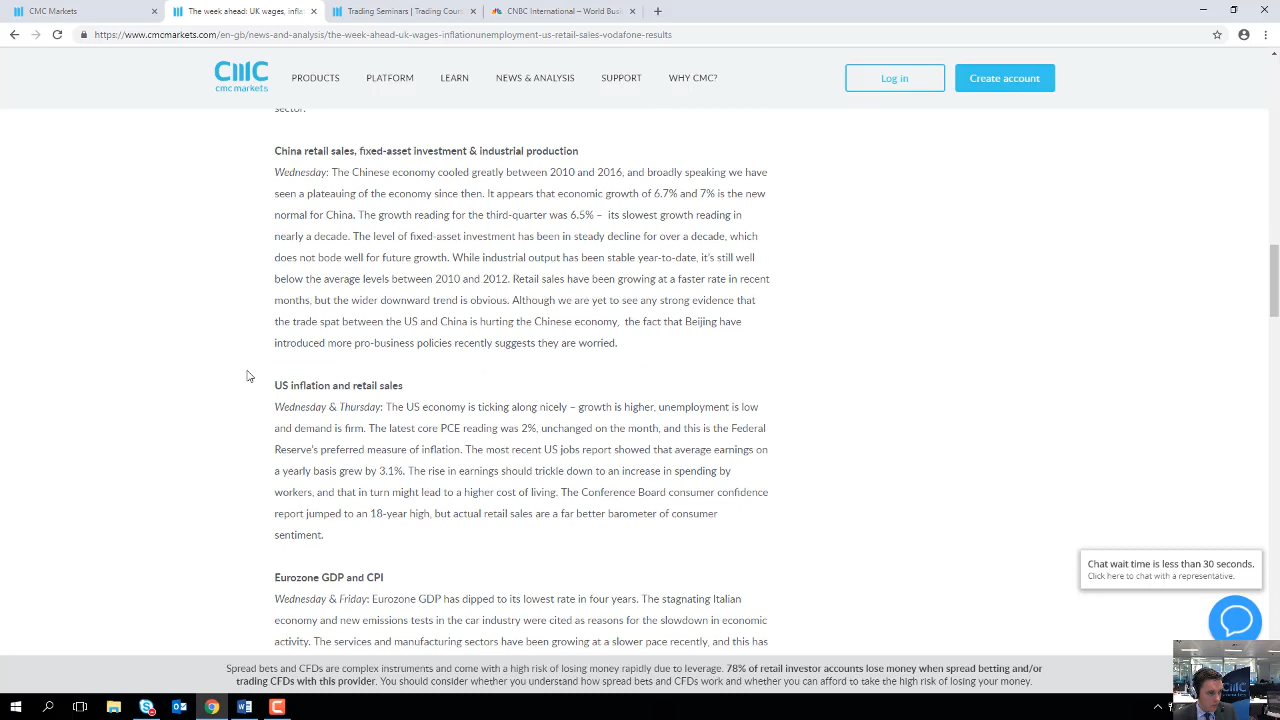 CMC Markets
The week ahead: UK wages, infla
Trading Seminars | Trading Cours
CNBC International – World Busi
https://www.cmcmarkets.com/en-gb/news-and-analysis/the-week-ahead-uk-wages-inflationunemployment-us-retail-sales-vodafone-results
cmc markets
PRODUCTS PLATFORM LEARN NEWS & ANALYSIS SUPPORT WHY CMC?
Log in
Create account
sector.
China retail sales, fixed-asset investment & industrial production
Wednesday: The Chinese economy cooled greatly between 2010 and 2016, and broadly speaking we have
seen a plateauing of the economy since then. It appears that economic growth of 6.7% and 7% is the new
normal for China. The growth reading for the third-quarter was 6.5% – its slowest growth reading in
nearly a decade. The level of fixed-asset investment has been in steady decline for over a decade, which
does not bode well for future growth. While industrial output has been stable year-to-date, it's still well
below the average levels between 2010 and 2012. Retail sales have been growing at a faster rate in recent
months, but the wider downward trend is obvious. Although we are yet to see any strong evidence that
the trade spat between the US and China is hurting the Chinese economy, the fact that Beijing have
introduced more pro-business policies recently suggests they are worried.
US inflation and retail sales
Wednesday & Thursday: The US economy is ticking along nicely – growth is higher, unemployment is low
and demand is firm. The latest core PCE reading was 2%, unchanged on the month, and this is the Federal
Reserve's preferred measure of inflation. The most recent US jobs report showed that average earnings on
a yearly basis grew by 3.1%. The rise in earnings should trickle down to an increase in spending by
workers, and that in turn might lead to a higher cost of living. The Conference Board consumer confidence
report jumped to an 18-year high, but actual retail sales are a far better barometer of consumer
sentiment.
Eurozone GDP and CPI
Wednesday & Friday: Eurozone GDP has dipped to its lowest rate in four years. The stagnating Italian
economy and new emissions tests in the car industry were cited as reasons for the slowdown in economic
activity. The services and manufacturing sectors have been growing at a slower pace recently, and this has
Chat wait time is less than 30 seconds.
Click here to chat with a representative.
Spread bets and CFDs are complex instruments and come with a high risk of losing money rapidly due to leverage. 78% of retail investor accounts lose money when spread betting and/or
trading CFDs with this provider. You should consider whether you understand how spread bets and CFDs work and whether you can afford to take the high risk of losing your money.